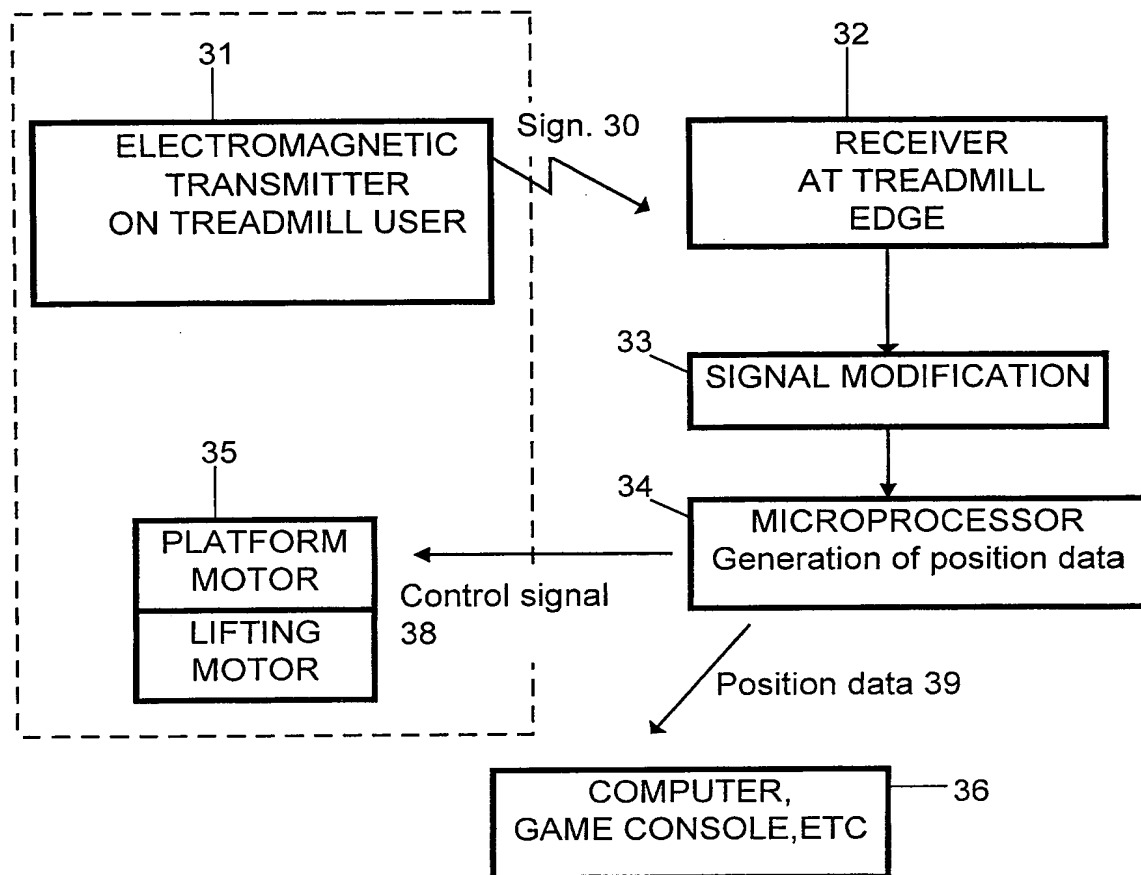 31
ELECTROMAGNETIC
TRANSMITTER
ON TREADMILL USER
Sign. 30
32
RECEIVER
AT TREADMILL
EDGE
33
SIGNAL MODIFICATION
34
MICROPROCESSOR
Generation of position data
35
PLATFORM
MOTOR
LIFTING
MOTOR
Control signal
38
Position data 39
36
COMPUTER,
GAME CONSOLE,ETC